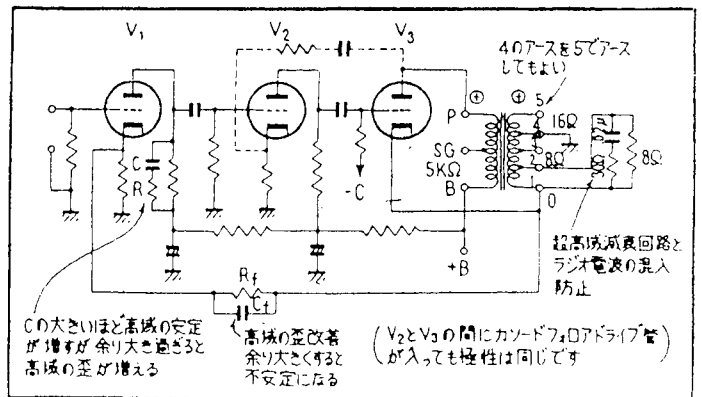 V1
V2
V3
4のアースを5でアース
してもよい
P
SG
5KΩ
B
+B
⊕
⊕
5
4
16Ω
8Ω
2
1
0
8Ω
C
R
-C
Rf
Cf
超高域減衰回路と
ラジオ電波の混入
防止
Cの大きいほど高域の安定
が増すが余り大き過ぎると
高域の歪が増える
高域の歪改善
余り大きくすると
不安定になる
(V2とV3の間にカソードフォロアドライブ管
が入っても極性は同じです)